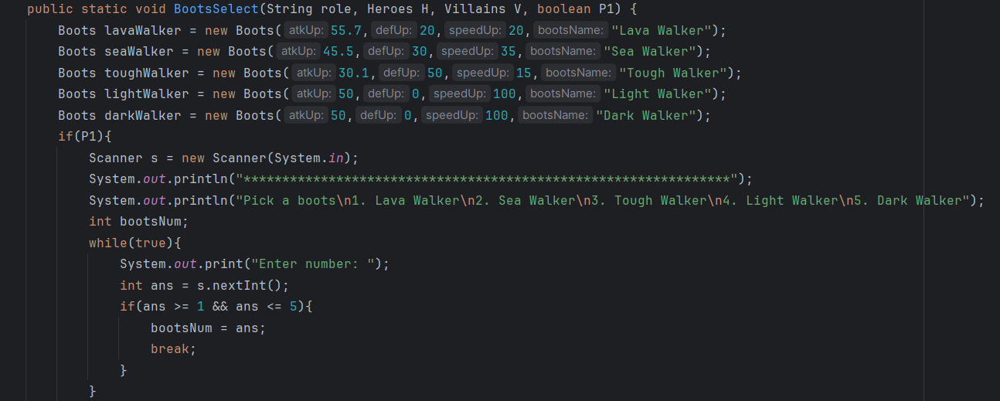 public static void BootsSelect(String role, Heroes H, Villains V, boolean P1) {
    Boots lavaWalker = new Boots( atkUp: 55.7, defUp: 20, speedUp: 20, bootsName: "Lava Walker");
    Boots seaWalker = new Boots( atkUp: 45.5, defUp: 30, speedUp: 35, bootsName: "Sea Walker");
    Boots toughWalker = new Boots( atkUp: 30.1, defUp: 50, speedUp: 15, bootsName: "Tough Walker");
    Boots lightWalker = new Boots( atkUp: 50, defUp: 0, speedUp: 100, bootsName: "Light Walker");
    Boots darkWalker = new Boots( atkUp: 50, defUp: 0, speedUp: 100, bootsName: "Dark Walker");
    if(P1){
        Scanner s = new Scanner(System.in);
        System.out.println("***************************************************************");
        System.out.println("Pick a boots\n1. Lava Walker\n2. Sea Walker\n3. Tough Walker\n4. Light Walker\n5. Dark Walker");
        int bootsNum;
        while(true){
            System.out.print("Enter number: ");
            int ans = s.nextInt();
            if(ans >= 1 && ans <= 5){
                bootsNum = ans;
                break;
            }
        }